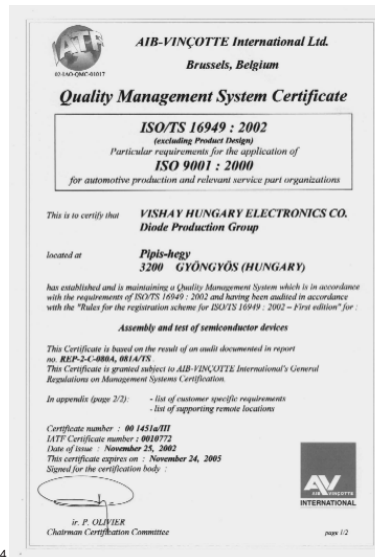 IATF
02-IAO-QMC-01017
AIB-VINÇOTTE International Ltd.
Brussels, Belgium
Quality Management System Certificate
ISO/TS 16949 : 2002
(excluding Product Design)
Particular requirements for the application of
ISO 9001 : 2000
for automotive production and relevant service part organizations
This is to certify that VISHAY HUNGARY ELECTRONICS CO.
Diode Production Group
located at Pipis-hegy
3200 GYÖNGYÖS (HUNGARY)
has established and is maintaining a Quality Management System which is in accordance
with the requirements of ISO/TS 16949 : 2002 and having been audited in accordance
with the "Rules for the registration scheme for ISO/TS 16949 : 2002 – First edition" for :
Assembly and test of semiconductor devices
This Certificate is based on the result of an audit documented in report
no. REP-2-C-080A, 081A/TS
This Certificate is granted subject to AIB-VINÇOTTE International's General
Regulations on Management Systems Certification.
In appendix (page 2/2): - list of customer specific requirements
- list of supporting remote locations
Certificate number : 00 1451a/III
IATF Certificate number : 0010772
Date of issue : November 25, 2002
This certificate expires on : November 24, 2005
Signed for the certification body :
AV
AIB VINÇOTTE
INTERNATIONAL
ir. P. OLIVIER
Chairman Certification Committee
page 1/2
4